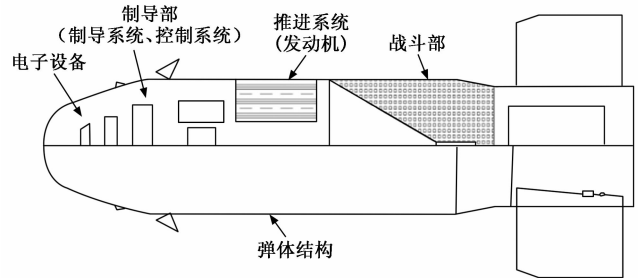 制导部
（制导系统、控制系统）
推进系统
(发动机)
战斗部
电子设备
弹体结构